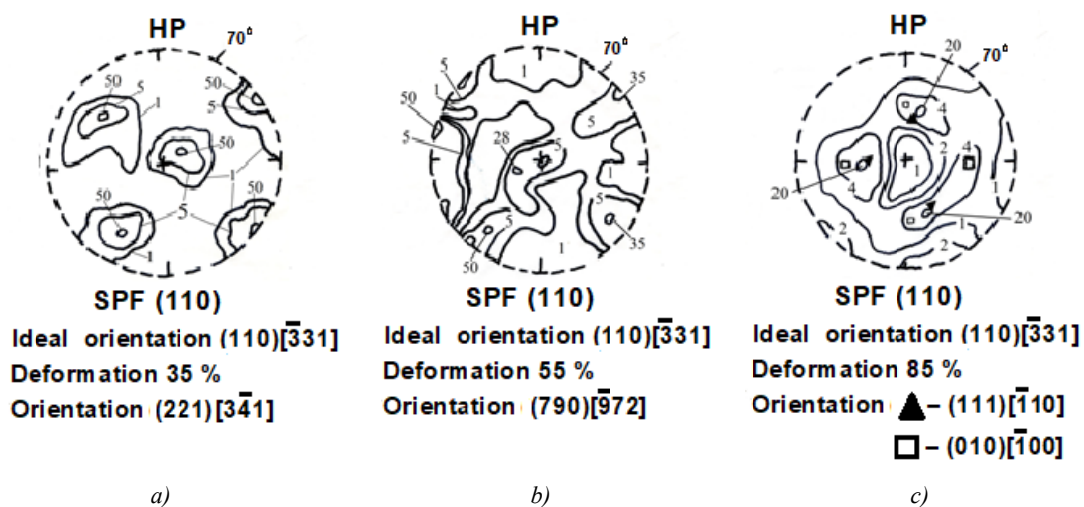 HP
70°
50
5
1
50
5
1
50
1
50
5
1
50
1
SPF (110)
Ideal orientation (110)[3̅31]
Deformation 35 %
Orientation (221)[34̅1]
a)
HP
70°
5
1
1
35
50
5
28
5
1
5
5
50
1
35
SPF (110)
Ideal orientation (110)[3̅31]
Deformation 55 %
Orientation (790)[9̅72]
b)
HP
20
70°
4
2
4
1
1
20
4
20
2
1
2
SPF (110)
Ideal orientation (110)[3̅31]
Deformation 85 %
Orientation ▲ – (111)[1̅10]
□ – (010)[1̅00]
c)